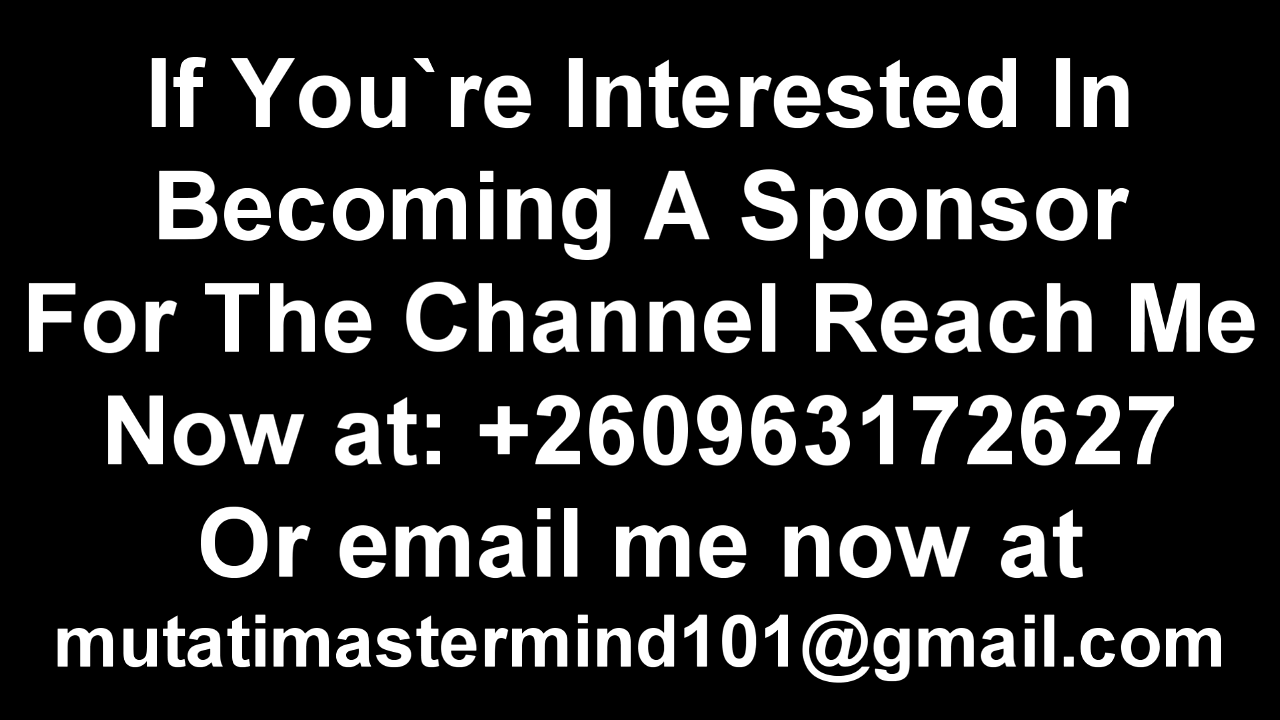 If You`re Interested In
Becoming A Sponsor
For The Channel Reach Me
Now at: +260963172627
Or email me now at
mutatimastermind101@gmail.com